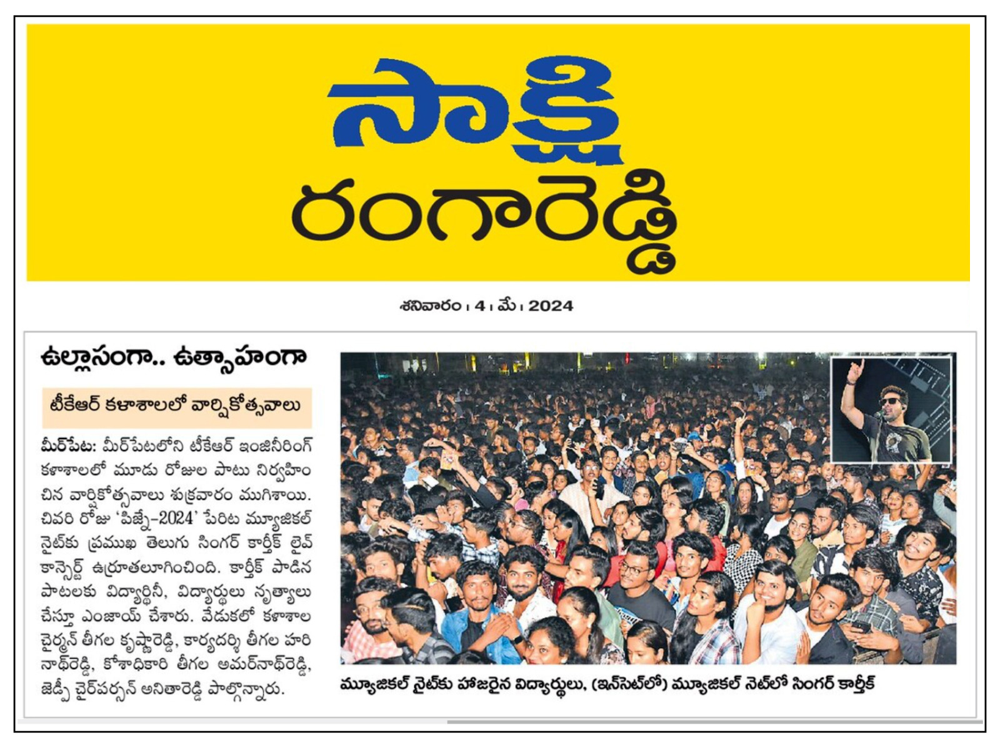 సాక్షి
రంగారెడ్డి
శనివారం । 4 । మే । 2024
ఉల్లాసంగా.. ఉత్సాహంగా
టీకేఆర్ కళాశాలలో వార్షికోత్సవాలు
మీర్‌పేట: మీర్‌పేటలోని టీకేఆర్ ఇంజినీరింగ్
కళాశాలలో మూడు రోజుల పాటు నిర్వహిం
చిన వార్షికోత్సవాలు శుక్రవారం ముగిశాయి.
చివరి రోజు ‘పిజ్నే–2024’ పేరిట మ్యూజికల్
నైట్‌కు ప్రముఖ తెలుగు సింగర్ కార్తీక్ లైవ్
కాన్సెర్ట్ ఉర్రూతలూగించింది. కార్తీక్ పాడిన
పాటలకు విద్యార్థినీ, విద్యార్థులు నృత్యాలు
చేస్తూ ఎంజాయ్ చేశారు. వేడుకలో కళాశాల
చైర్మన్ తీగల కృష్ణారెడ్డి, కార్యదర్శి తీగల హరి
నాథ్‌రెడ్డి, కోశాధికారి తీగల అమర్‌నాథ్‌రెడ్డి,
జెడ్పీ చైర్‌పర్సన్ అనితారెడ్డి పాల్గొన్నారు.
మ్యూజికల్ నైట్‌కు హాజరైన విద్యార్థులు, (ఇన్‌సెట్‌లో) మ్యూజికల్ నెట్‌లో సింగర్ కార్తీక్